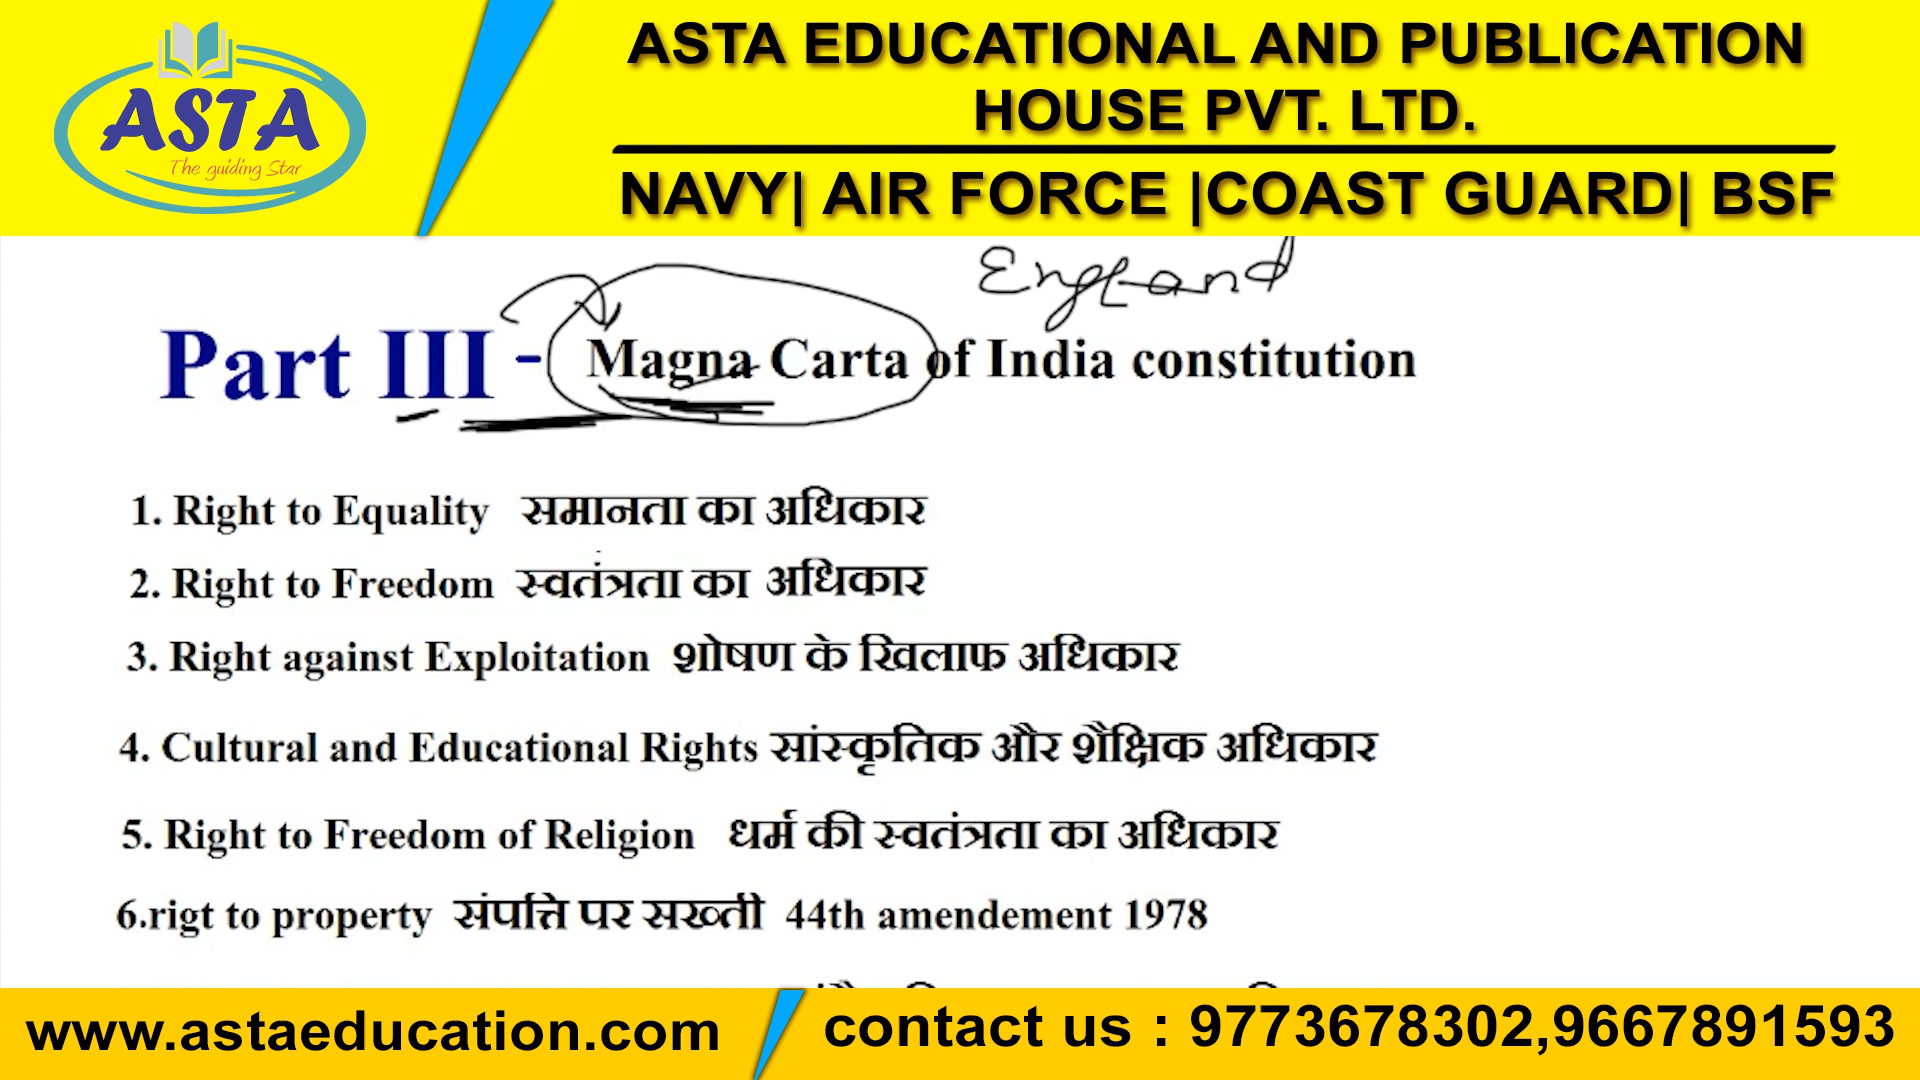 ASTA
The guiding Star
ASTA EDUCATIONAL AND PUBLICATION
HOUSE PVT. LTD.
NAVY| AIR FORCE |COAST GUARD| BSF
England
Part III - Magna Carta of India constitution
1. Right to Equality समानता का अधिकार
2. Right to Freedom स्वतंत्रता का अधिकार
3. Right against Exploitation शोषण के खिलाफ अधिकार
4. Cultural and Educational Rights सांस्कृतिक और शैक्षिक अधिकार
5. Right to Freedom of Religion धर्म की स्वतंत्रता का अधिकार
6.rigt to property संपत्ति पर सख्ती 44th amendement 1978
www.astaeducation.com
contact us : 9773678302,9667891593